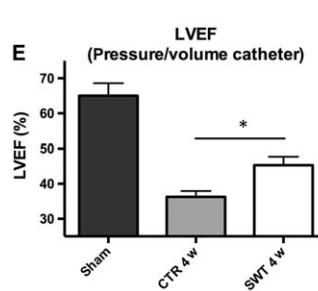 E
LVEF
(Pressure/volume catheter)
LVEF (%)
70
60
50
40
30
*
Sham
CTR 4 w
SWT 4 w